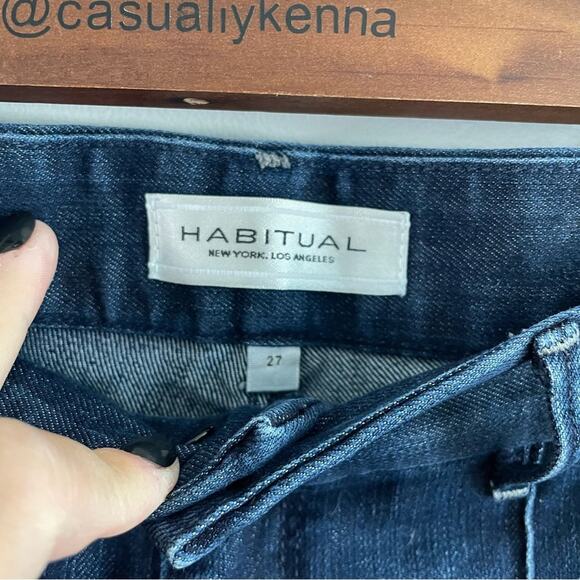 @casuallykenna
HABITUAL
NEW YORK. LOS ANGELES
27